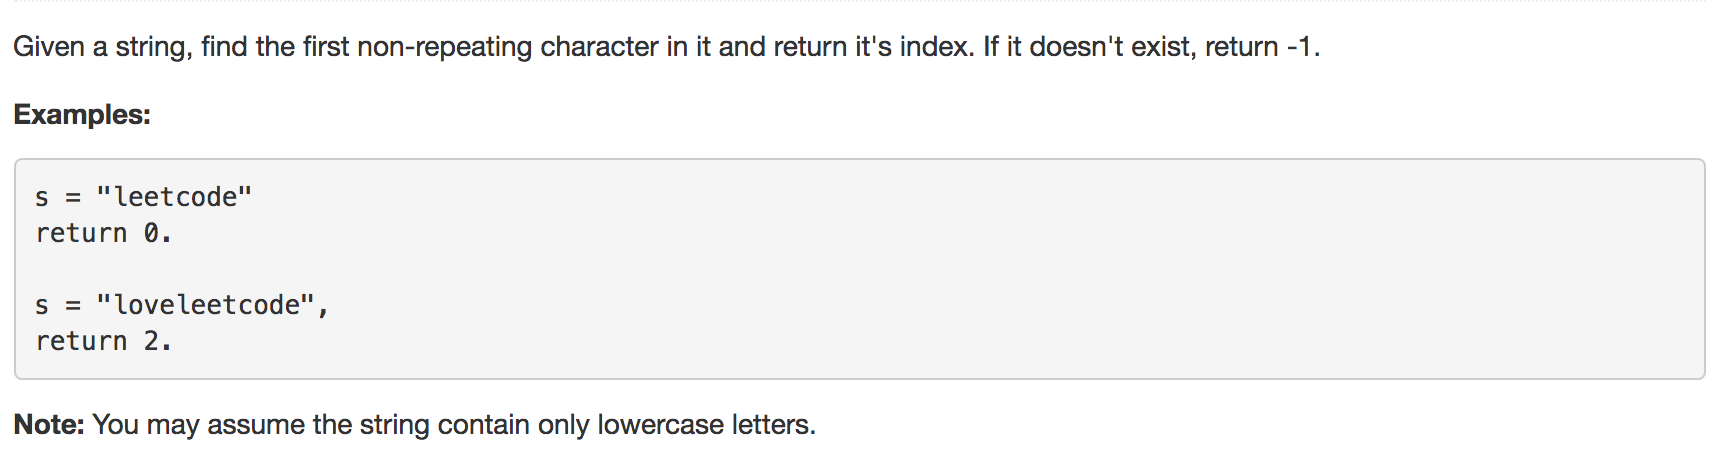 Given a string, find the first non-repeating character in it and return it's index. If it doesn't exist, return -1.
Examples:
s = "leetcode"
return 0.
s = "loveleetcode",
return 2.
Note: You may assume the string contain only lowercase letters.